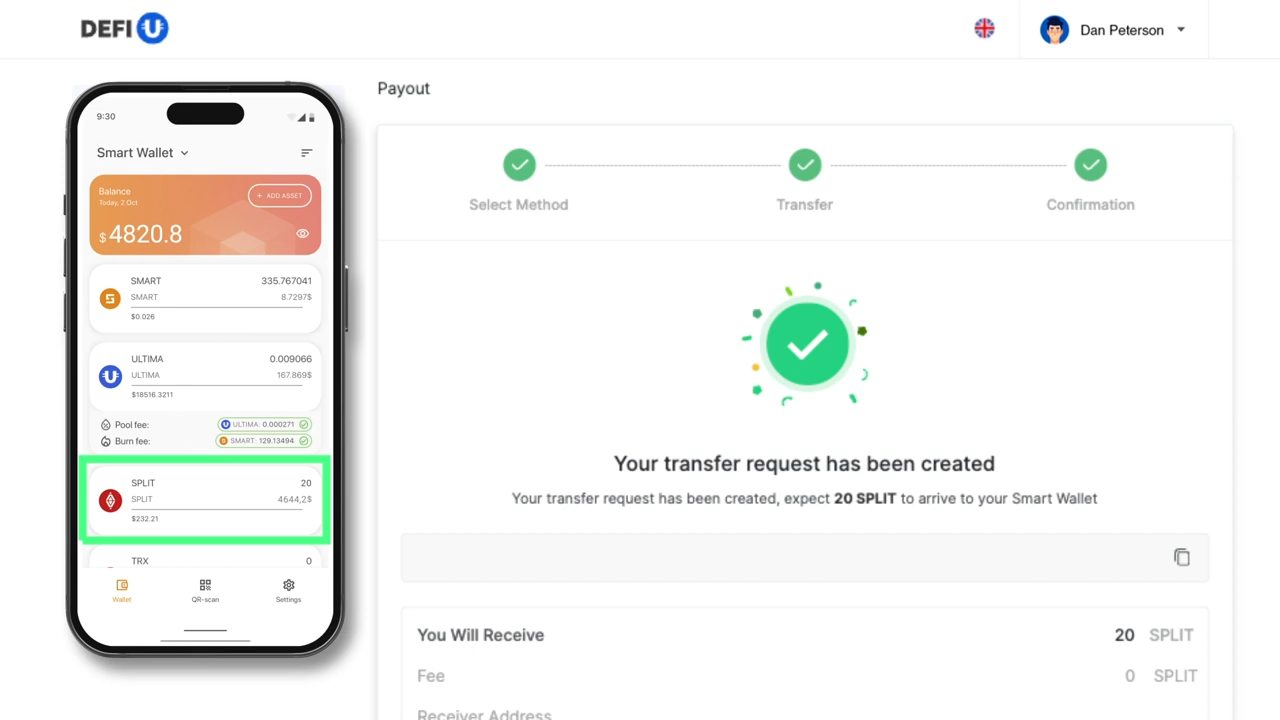 DEFI U
Dan Peterson
Payout
9:30
Smart Wallet
Balance
Today, 2 Oct
+ ADD ASSET
$ 4820.8
SMART 335.767041
SMART 8.7297$
$0.026
ULTIMA 0.009066
ULTIMA 167.869$
$18516.3211
Pool fee: ULTIMA: 0.000271
Burn fee: SMART: 129.13494
SPLIT 20
SPLIT 4644,2$
$232.21
TRX 0
Wallet QR-scan Settings
Select Method Transfer Confirmation
Your transfer request has been created
Your transfer request has been created, expect 20 SPLIT to arrive to your Smart Wallet
You Will Receive 20 SPLIT
Fee 0 SPLIT
Receiver Address